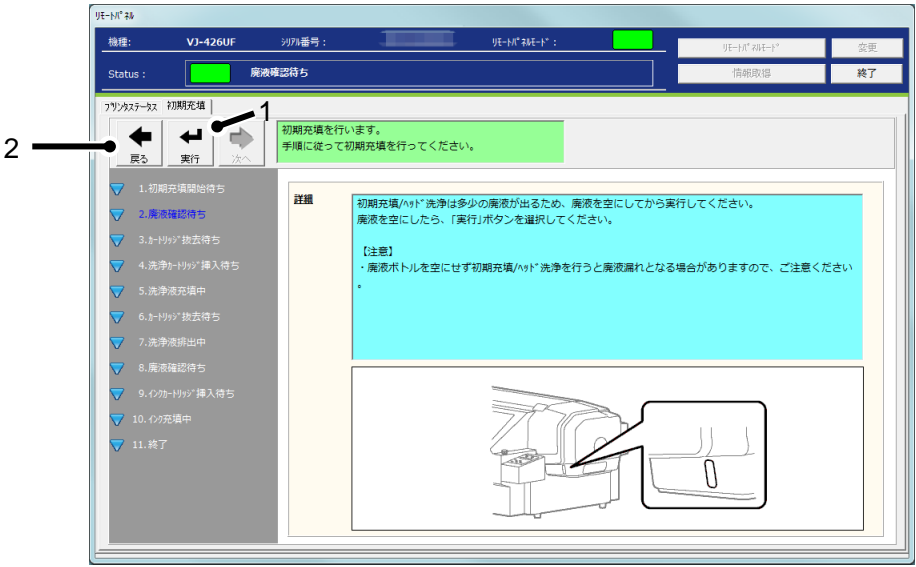 ﾘﾓｰﾄﾊﾟﾈﾙ
機種: VJ-426UF ｼﾘｱﾙ番号： ﾘﾓｰﾄﾊﾟﾈﾙﾓｰﾄﾞ： ﾘﾓｰﾄﾊﾟﾈﾙﾓｰﾄﾞ 変更
Status： 廃液確認待ち 情報取得 終了
ﾌﾟﾘﾝﾀｽﾃｰﾀｽ 初期充填
1
2
戻る 実行 次へ
初期充填を行います。
手順に従って初期充填を行ってください。
1.初期充填開始待ち
2.廃液確認待ち
3.ｶｰﾄﾘｯｼﾞ抜去待ち
4.洗浄ｶｰﾄﾘｯｼﾞ挿入待ち
5.洗浄液充填中
6.ｶｰﾄﾘｯｼﾞ抜去待ち
7.洗浄液排出中
8.廃液確認待ち
9.ｲﾝｸｶｰﾄﾘｯｼﾞ挿入待ち
10.ｲﾝｸ充填中
11.終了
詳細
初期充填/ﾍｯﾄﾞ洗浄は多少の廃液が出るため、廃液を空にしてから実行してください。
廃液を空にしたら、「実行」ボタンを選択してください。
【注意】
・廃液ボトルを空にせず初期充填/ﾍｯﾄﾞ洗浄を行うと廃液漏れとなる場合がありますので、ご注意ください
。